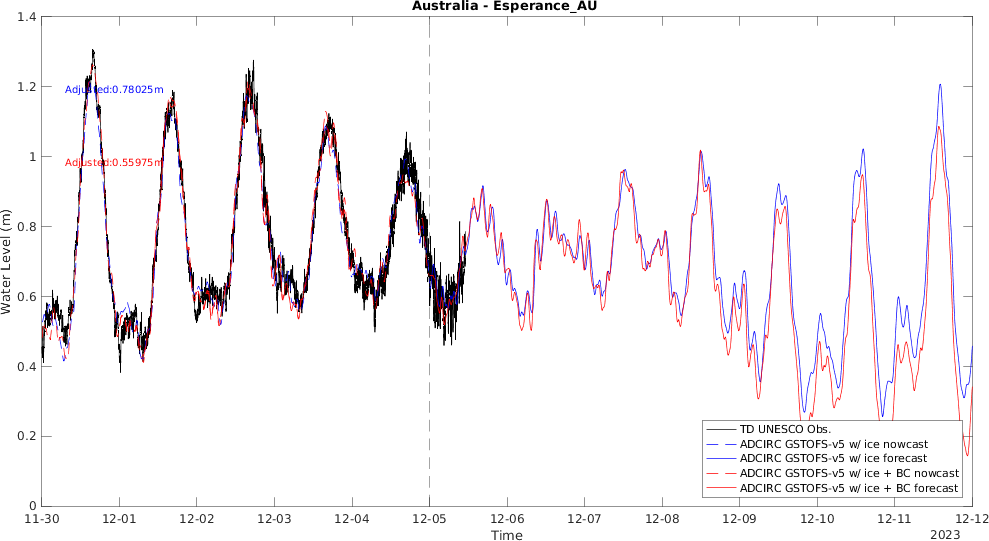 Australia - Esperance_AU
1.4
1.2
1
0.8
0.6
0.4
0.2
0
Water Level (m)
Adjusted:0.78025m
Adjusted:0.55975m
TD UNESCO Obs.
ADCIRC GSTOFS-v5 w/ ice nowcast
ADCIRC GSTOFS-v5 w/ ice forecast
ADCIRC GSTOFS-v5 w/ ice + BC nowcast
ADCIRC GSTOFS-v5 w/ ice + BC forecast
11-30 12-01 12-02 12-03 12-04 12-05 12-06 12-07 12-08 12-09 12-10 12-11 12-12
Time
2023